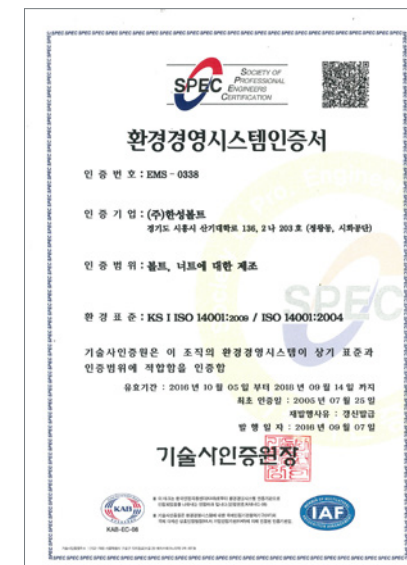 SPEC
SOCIETY OF
PROFESSIONAL
ENGINEERS
CERTIFICATION
환경경영시스템인증서
인 증 번 호 : EMS - 0338
인 증 기 업 : (주)한성볼트
경기도 시흥시 산기대학로 136, 2나 203호 (정왕동, 시화공단)
인 증 범 위 : 볼트, 너트에 대한 제조
환 경 표 준 : KS I ISO 14001:2009 / ISO 14001:2004
기술사인증원은 이 조직의 환경경영시스템이 상기 표준과
인증범위에 적합함을 인증함
유효기간 : 2016 년 10 월 05 일 부터 2018 년 09 월 14 일 까지
최초 인증일 : 2005 년 07 월 25 일
재발행사유 : 갱신발급
발 행 일 자 : 2016 년 09 월 07 일
기술사인증원장
KAB
KAB-EC-06
IAF